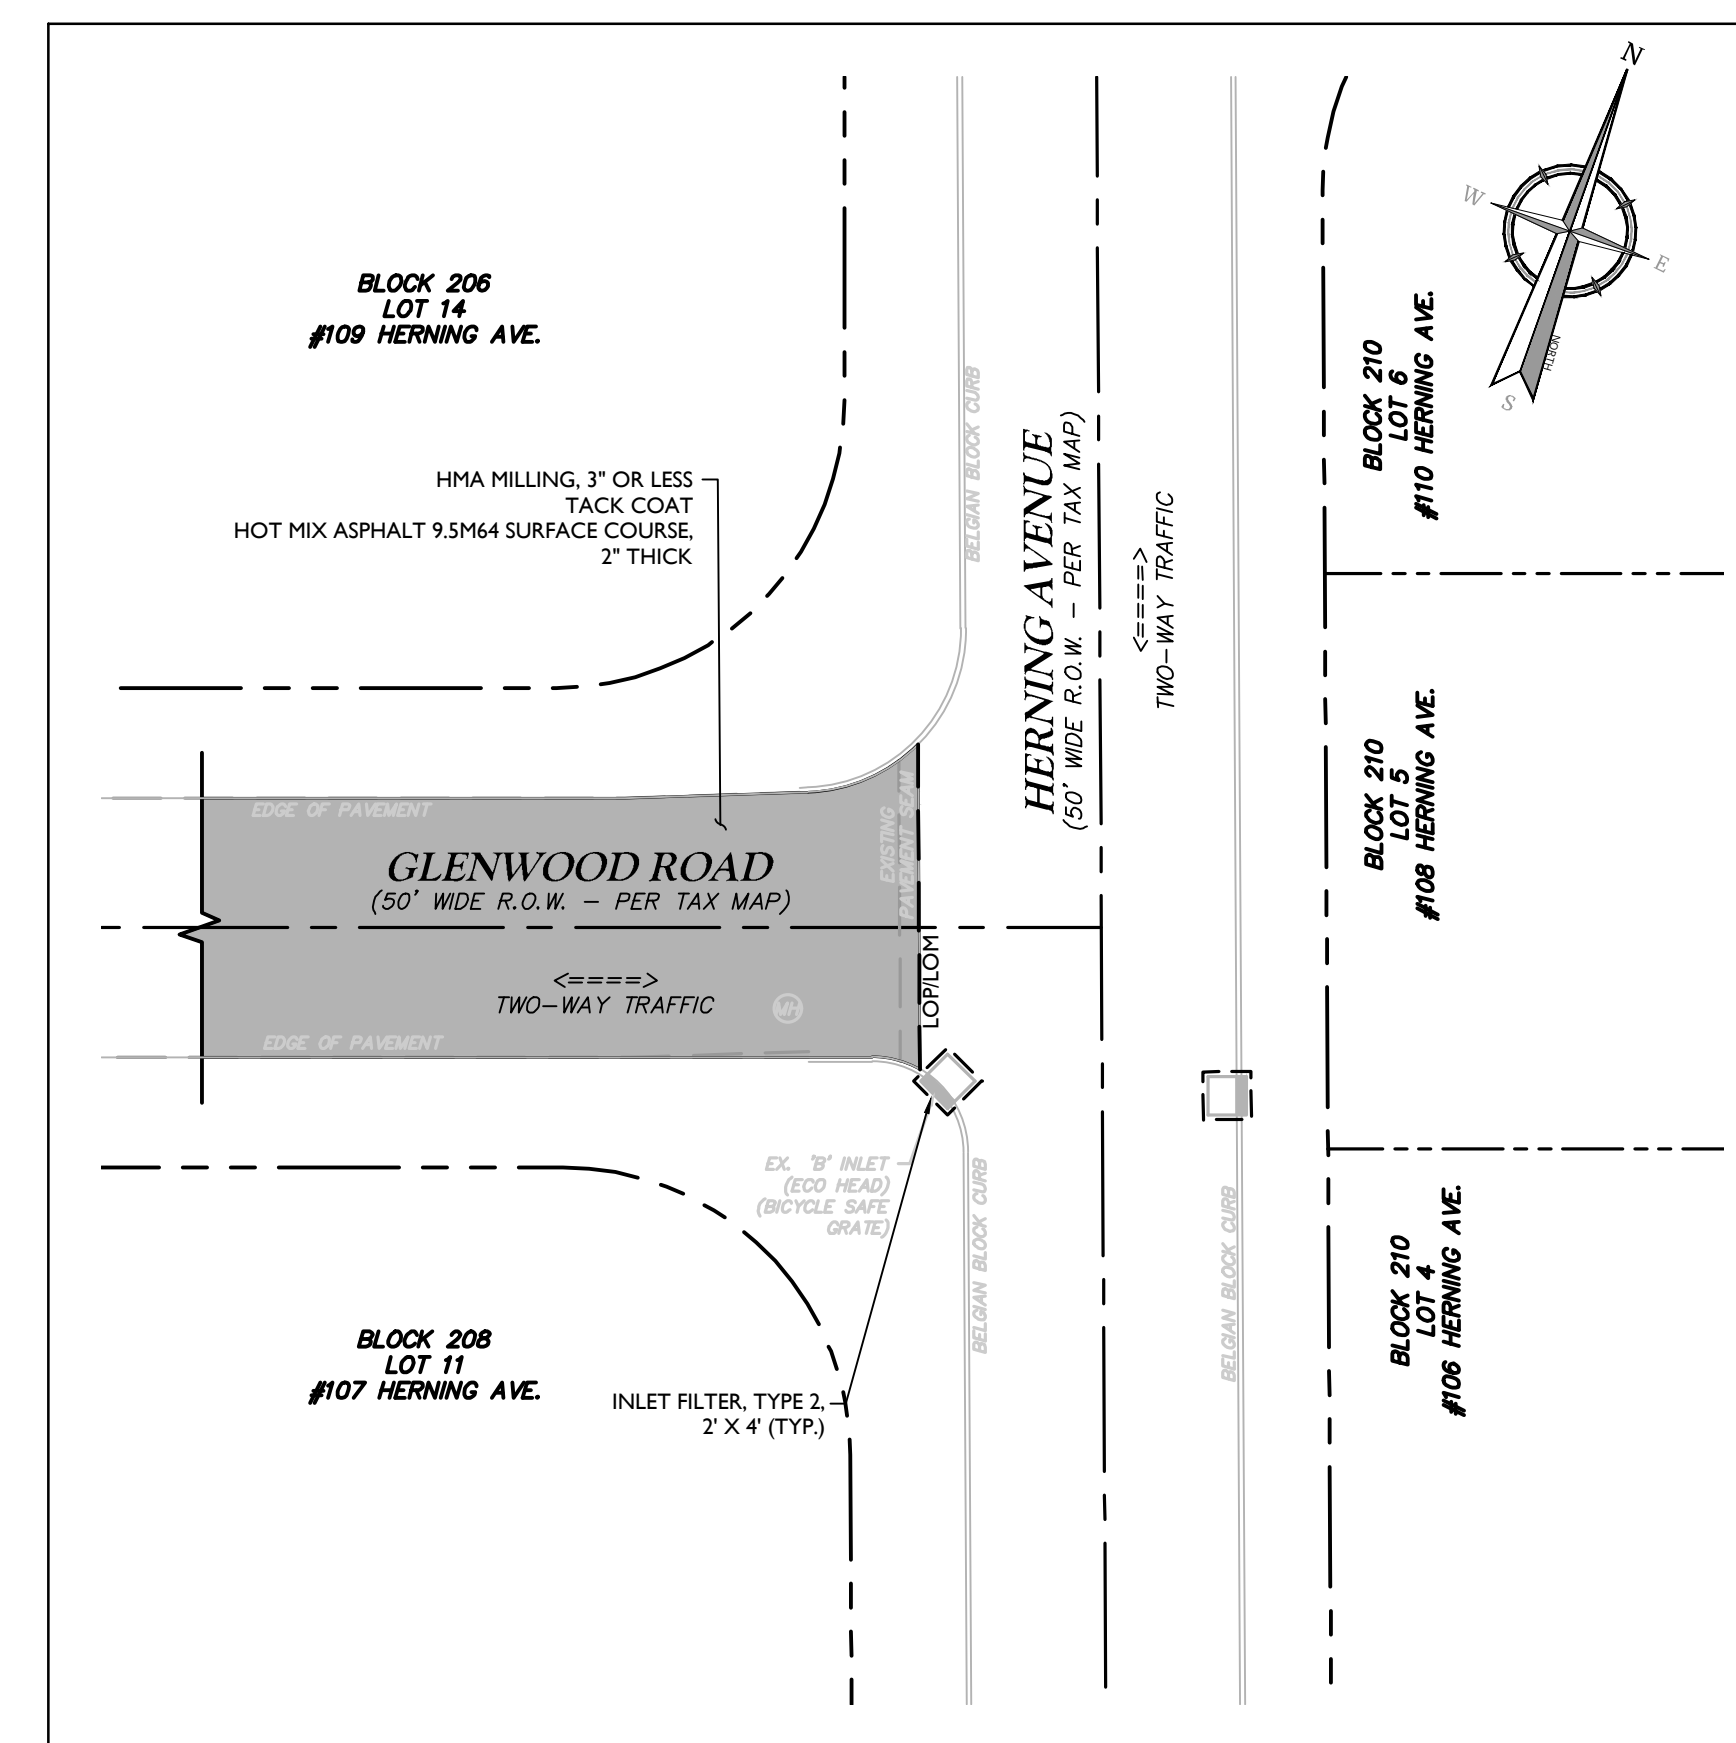 N
W
E
S
NORTH
BLOCK 206
LOT 14
#109 HERNING AVE.
HMA MILLING, 3" OR LESS
TACK COAT
HOT MIX ASPHALT 9.5M64 SURFACE COURSE,
2" THICK
BELGIAN BLOCK CURB
HERNING AVENUE
(50' WIDE R.O.W. - PER TAX MAP)
<====>
TWO-WAY TRAFFIC
BLOCK 210
LOT 6
#110 HERNING AVE.
BLOCK 210
LOT 5
#108 HERNING AVE.
EDGE OF PAVEMENT
GLENWOOD ROAD
(50' WIDE R.O.W. - PER TAX MAP)
EXISTING
PAVEMENT SEAM
<====>
TWO-WAY TRAFFIC
MH
LOP/LOM
EDGE OF PAVEMENT
EX. 'B' INLET
(ECO HEAD)
(BICYCLE SAFE
GRATE)
BELGIAN BLOCK CURB
BELGIAN BLOCK CURB
BLOCK 210
LOT 4
#106 HERNING AVE.
BLOCK 208
LOT 11
#107 HERNING AVE.
INLET FILTER, TYPE 2,
2' X 4' (TYP.)